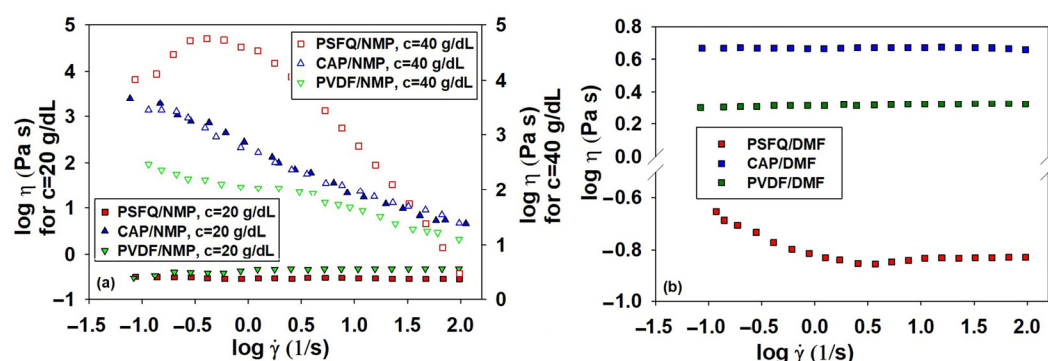 5
4
3
2
1
0
−1
log η (Pa s)
for c=20 g/dL
5
4
3
2
1
0
log η (Pa s)
for c=40 g/dL
PSFQ/NMP, c=40 g/dL
CAP/NMP, c=40 g/dL
PVDF/NMP, c=40 g/dL
PSFQ/NMP, c=20 g/dL
CAP/NMP, c=20 g/dL
PVDF/NMP, c=20 g/dL
(a)
−1.5 −1.0 −0.5 0.0 0.5 1.0 1.5 2.0
log γ̇ (1/s)
0.8
0.6
0.4
0.2
0.0
−0.6
−0.8
−1.0
log η (Pa s)
PSFQ/DMF
CAP/DMF
PVDF/DMF
(b)
−1.5 −1.0 −0.5 0.0 0.5 1.0 1.5 2.0
log γ̇ (1/s)